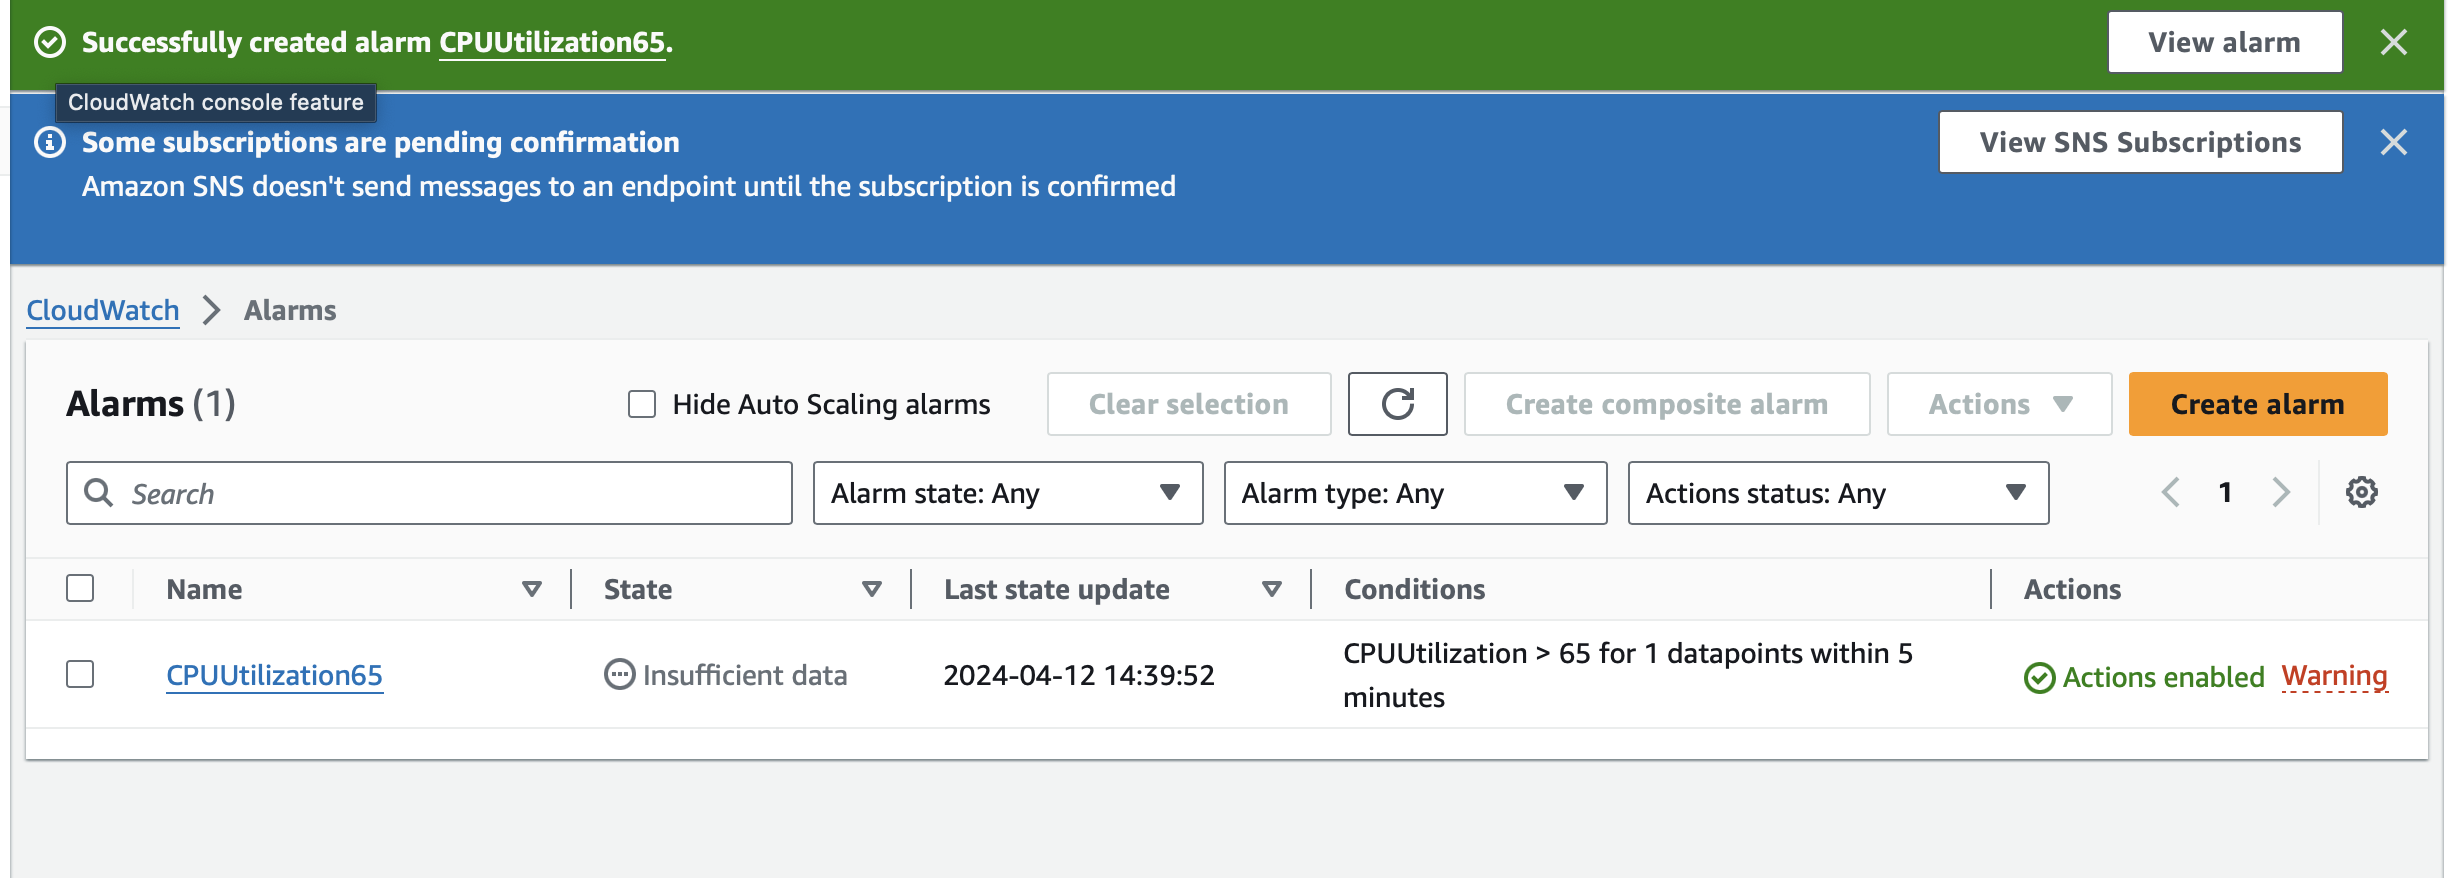 Successfully created alarm CPUUtilization65.
View alarm
CloudWatch console feature
Some subscriptions are pending confirmation
View SNS Subscriptions
Amazon SNS doesn't send messages to an endpoint until the subscription is confirmed
CloudWatch
Alarms
Alarms (1)
Hide Auto Scaling alarms
Clear selection
Create composite alarm
Actions
Create alarm
Search
Alarm state: Any
Alarm type: Any
Actions status: Any
1
Name
State
Last state update
Conditions
Actions
CPUUtilization65
Insufficient data
2024-04-12 14:39:52
CPUUtilization > 65 for 1 datapoints within 5
minutes
Actions enabled
Warning